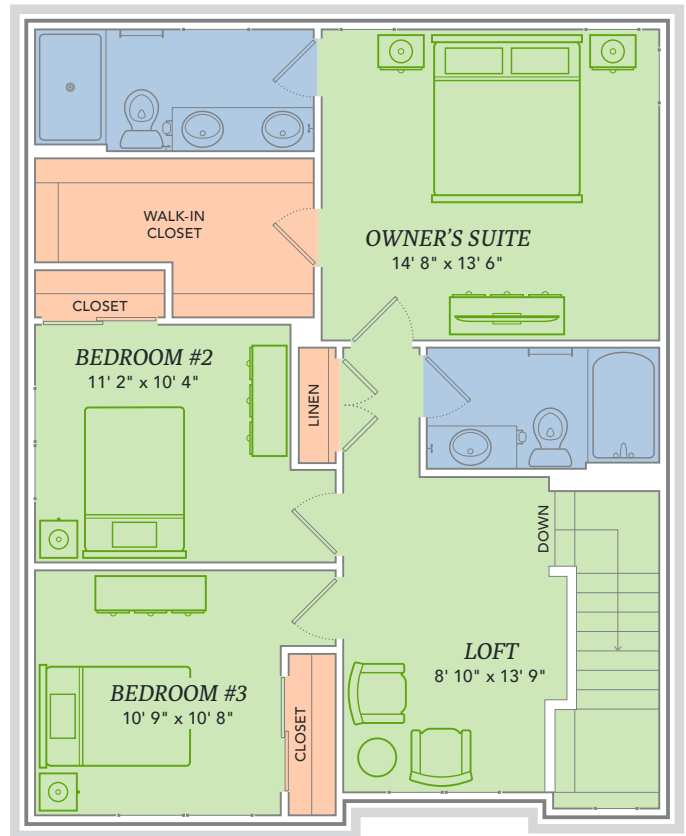 WALK-IN
CLOSET
OWNER'S SUITE
14' 8" x 13' 6"
CLOSET
BEDROOM #2
11' 2" x 10' 4"
LINEN
DOWN
LOFT
8' 10" x 13' 9"
BEDROOM #3
10' 9" x 10' 8"
CLOSET